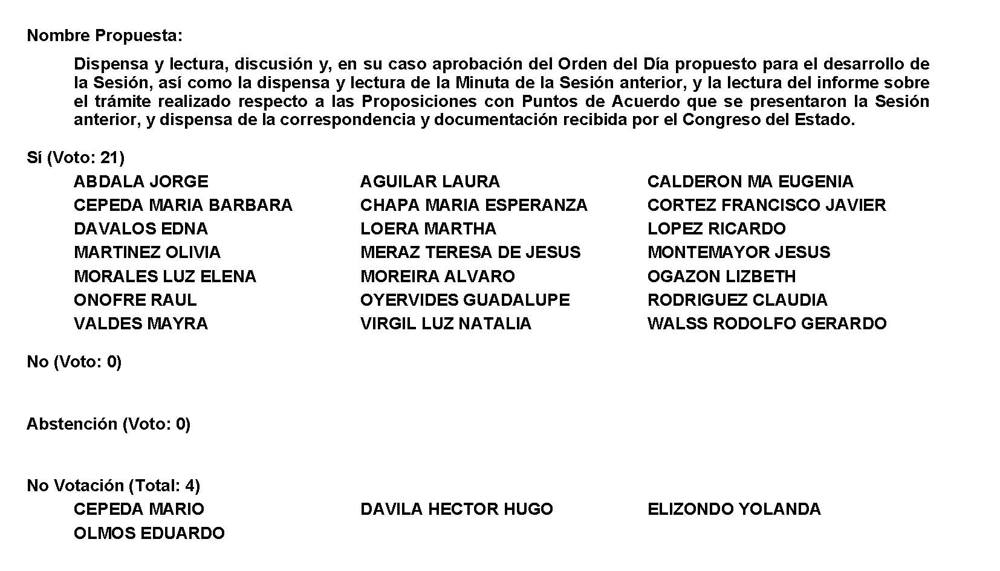 Nombre Propuesta:
Dispensa y lectura, discusión y, en su caso aprobación del Orden del Día propuesto para el desarrollo de
la Sesión, así como la dispensa y lectura de la Minuta de la Sesión anterior, y la lectura del informe sobre
el trámite realizado respecto a las Proposiciones con Puntos de Acuerdo que se presentaron la Sesión
anterior, y dispensa de la correspondencia y documentación recibida por el Congreso del Estado.
Sí (Voto: 21)
ABDALA JORGE AGUILAR LAURA CALDERON MA EUGENIA
CEPEDA MARIA BARBARA CHAPA MARIA ESPERANZA CORTEZ FRANCISCO JAVIER
DAVALOS EDNA LOERA MARTHA LOPEZ RICARDO
MARTINEZ OLIVIA MERAZ TERESA DE JESUS MONTEMAYOR JESUS
MORALES LUZ ELENA MOREIRA ALVARO OGAZON LIZBETH
ONOFRE RAUL OYERVIDES GUADALUPE RODRIGUEZ CLAUDIA
VALDES MAYRA VIRGIL LUZ NATALIA WALSS RODOLFO GERARDO
No (Voto: 0)
Abstención (Voto: 0)
No Votación (Total: 4)
CEPEDA MARIO DAVILA HECTOR HUGO ELIZONDO YOLANDA
OLMOS EDUARDO